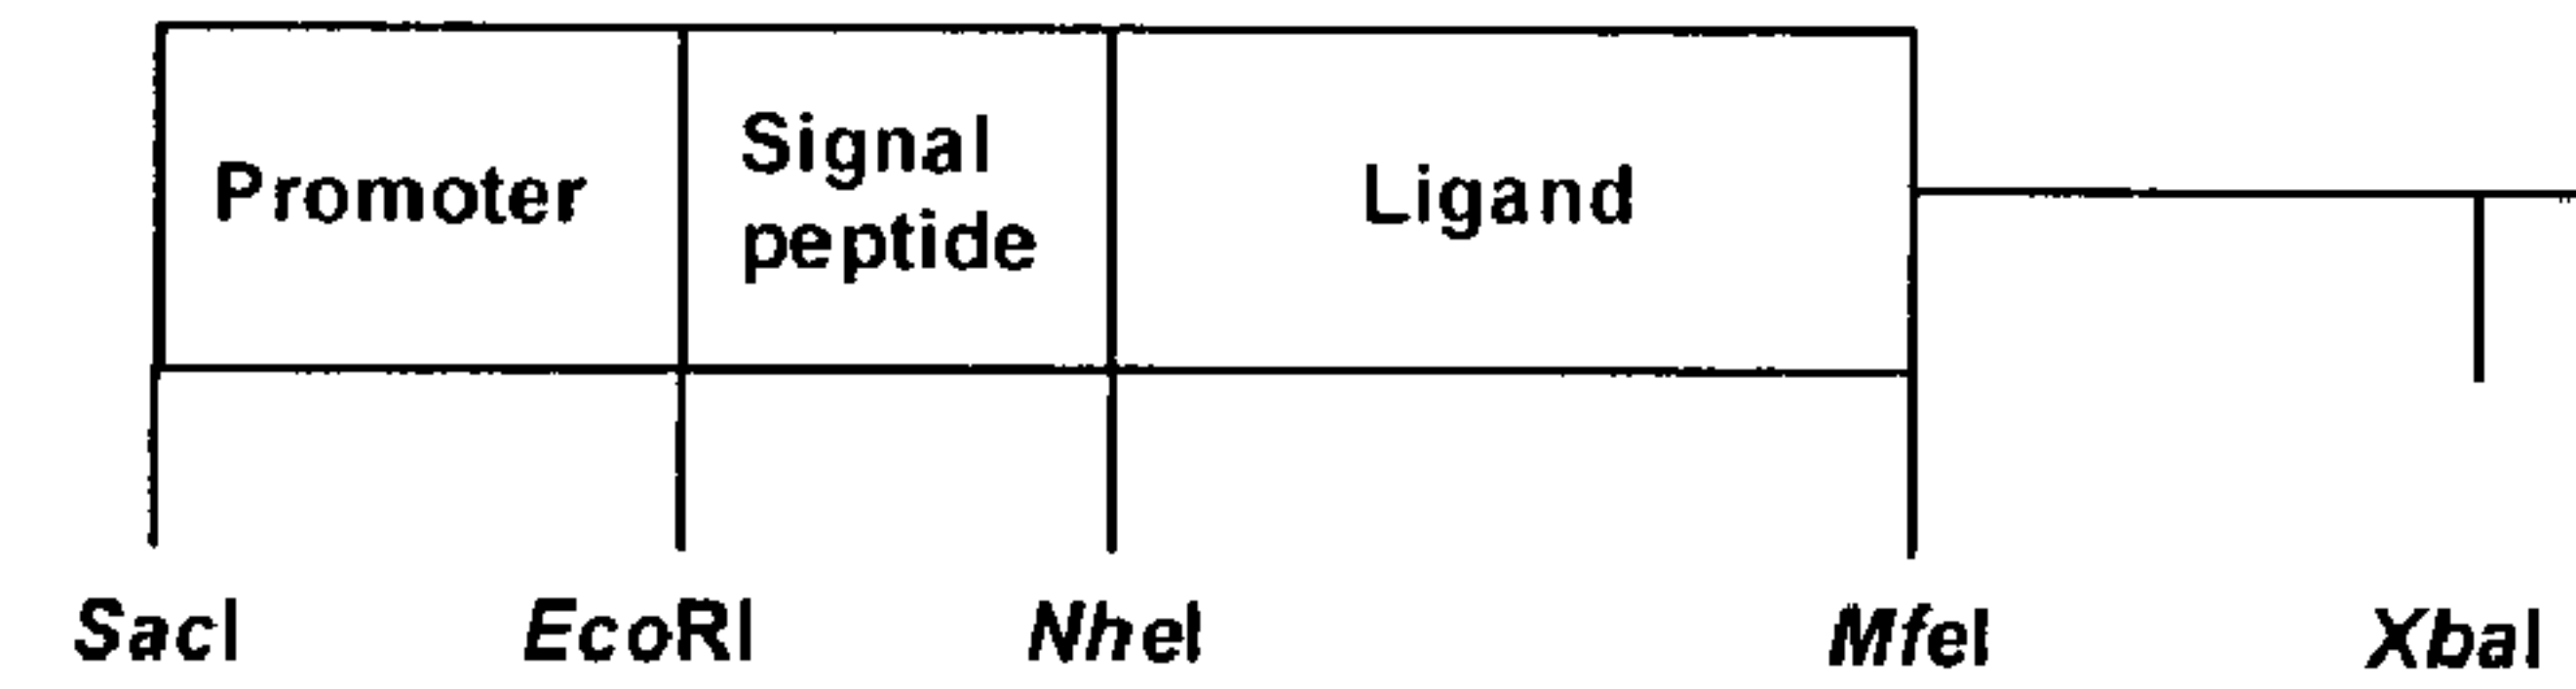 Promoter
Signal
peptide
Ligand
SacI
EcoRI
NheI
MfeI
XbaI